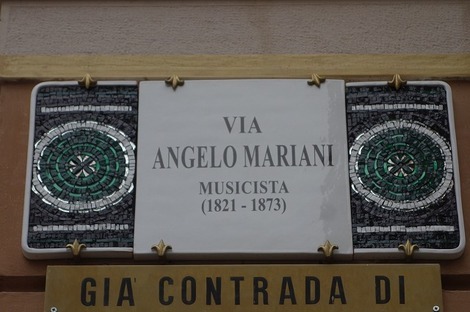 VIA
ANGELO MARIANI
MUSICISTA
(1821 - 1873)
GIA' CONTRADA DI